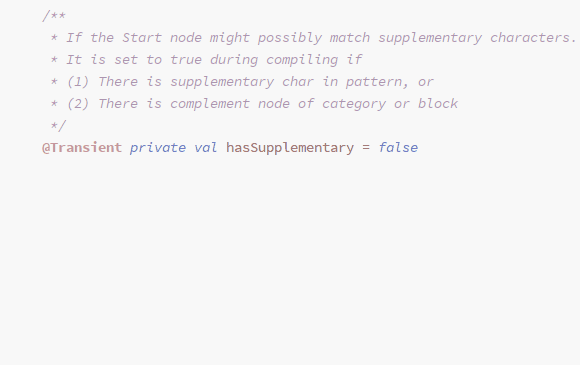 /**
 * If the Start node might possibly match supplementary characters.
 * It is set to true during compiling if
 * (1) There is supplementary char in pattern, or
 * (2) There is complement node of category or block
 */
@Transient private val hasSupplementary = false